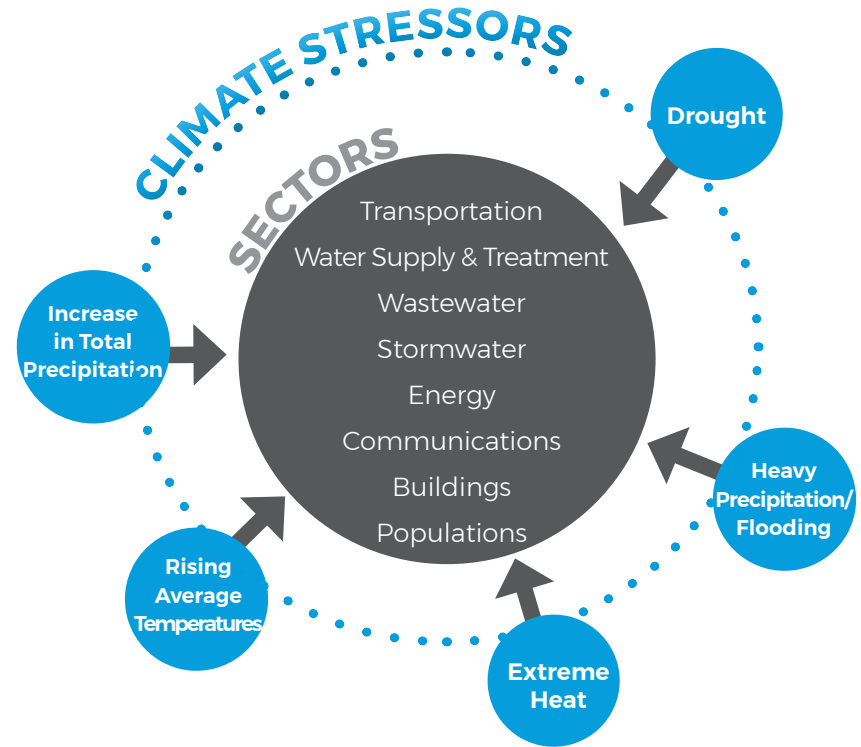 CLIMATE STRESSORS
SECTORS
Drought
Transportation
Water Supply & Treatment
Wastewater
Stormwater
Energy
Communications
Buildings
Populations
Increase
in Total
Precipitation
Heavy
Precipitation/
Flooding
Rising
Average
Temperatures
Extreme
Heat